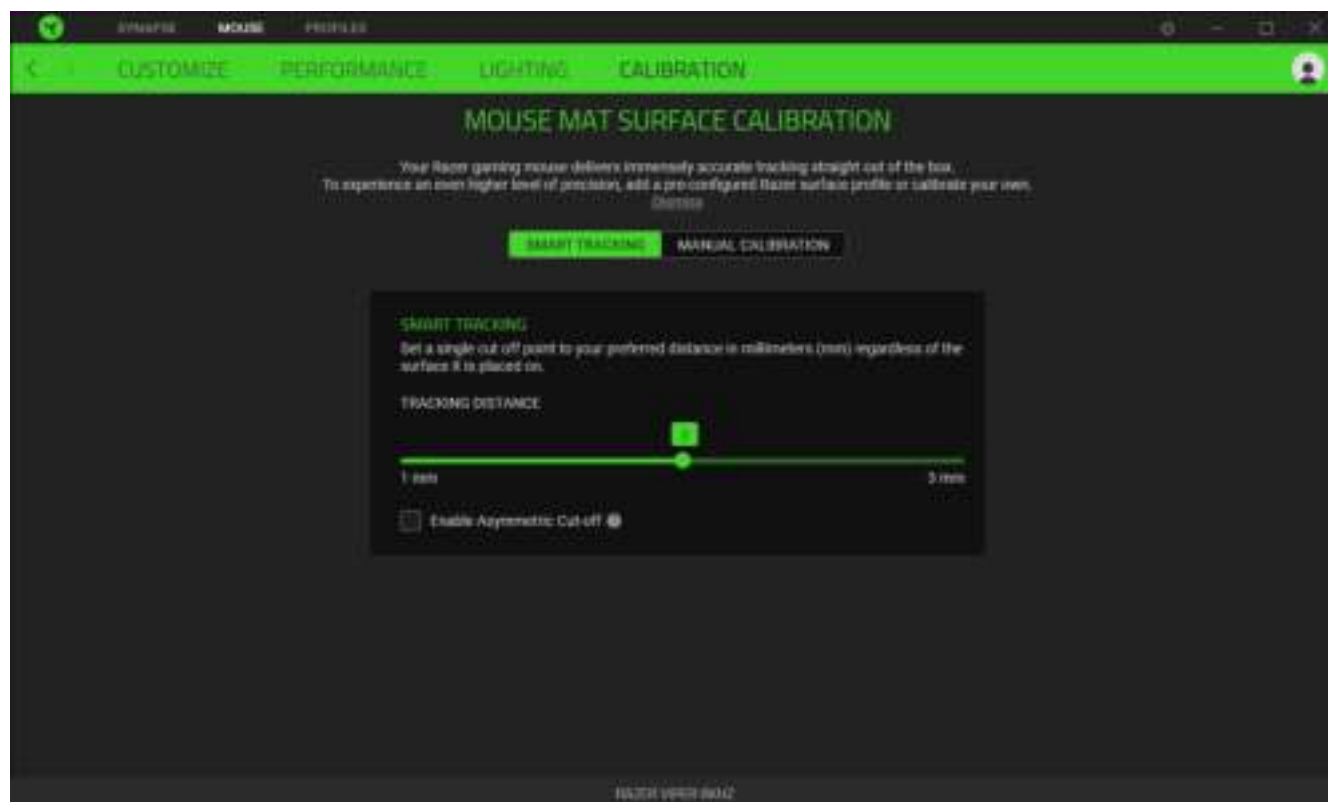 SYNAPSE MOUSE PROFILES
CUSTOMIZE PERFORMANCE LIGHTING CALIBRATION
MOUSE MAT SURFACE CALIBRATION
Your Razer gaming mouse delivers immensely accurate tracking straight out of the box.
To experience an even higher level of precision, add a pre-configured Razer surface profile or calibrate your own.
Dismiss
SMART TRACKING MANUAL CALIBRATION
SMART TRACKING
Set a single cut off point to your preferred distance in millimeters (mm) regardless of the
surface it is placed on.
TRACKING DISTANCE
1 mm 3 mm
Enable Asymmetric Cut-off
RAZER VIPER 8KHZ